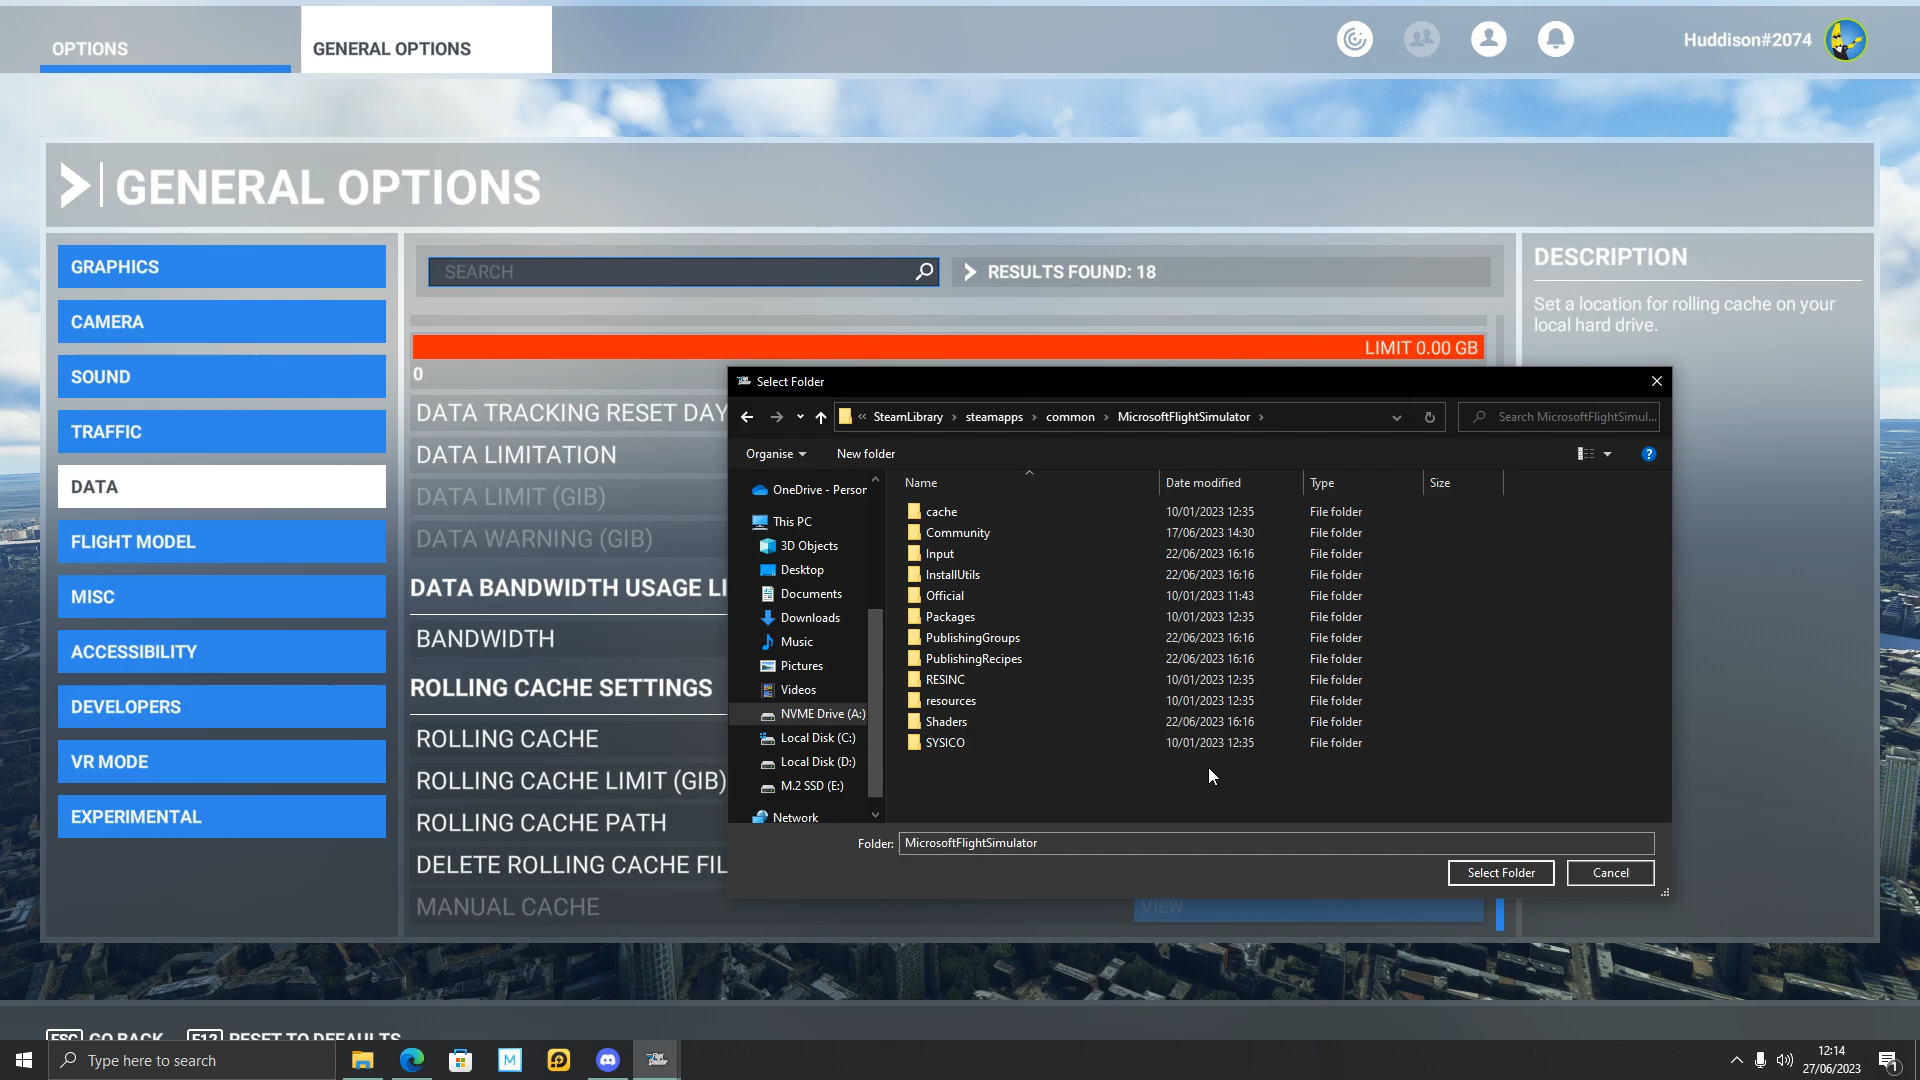 OPTIONS
GENERAL OPTIONS
Huddison#2074
GENERAL OPTIONS
GRAPHICS
CAMERA
SOUND
TRAFFIC
DATA
FLIGHT MODEL
MISC
ACCESSIBILITY
DEVELOPERS
VR MODE
EXPERIMENTAL
SEARCH
RESULTS FOUND: 18
LIMIT 0.00 GB
0
DATA TRACKING RESET DAY
DATA LIMITATION
DATA LIMIT (GIB)
DATA WARNING (GIB)
DATA BANDWIDTH USAGE LI
BANDWIDTH
ROLLING CACHE SETTINGS
ROLLING CACHE
ROLLING CACHE LIMIT (GIB)
ROLLING CACHE PATH
DELETE ROLLING CACHE FIL
MANUAL CACHE
VIEW
DESCRIPTION
Set a location for rolling cache on your
local hard drive.
Select Folder
« SteamLibrary › steamapps › common › MicrosoftFlightSimulator ›
Search MicrosoftFlightSimul...
Organise
New folder
OneDrive - Person
This PC
3D Objects
Desktop
Documents
Downloads
Music
Pictures
Videos
NVME Drive (A:)
Local Disk (C:)
Local Disk (D:)
M.2 SSD (E:)
Network
Name Date modified Type Size
cache 10/01/2023 12:35 File folder
Community 17/06/2023 14:30 File folder
Input 22/06/2023 16:16 File folder
InstallUtils 22/06/2023 16:16 File folder
Official 10/01/2023 11:43 File folder
Packages 10/01/2023 12:35 File folder
PublishingGroups 22/06/2023 16:16 File folder
PublishingRecipes 22/06/2023 16:16 File folder
RESINC 10/01/2023 12:35 File folder
resources 10/01/2023 12:35 File folder
Shaders 22/06/2023 16:16 File folder
SYSICO 10/01/2023 12:35 File folder
Folder: MicrosoftFlightSimulator
Select Folder
Cancel
ESC GO BACK
F12 RESET TO DEFAULTS
Type here to search
M
12:14
27/06/2023
1